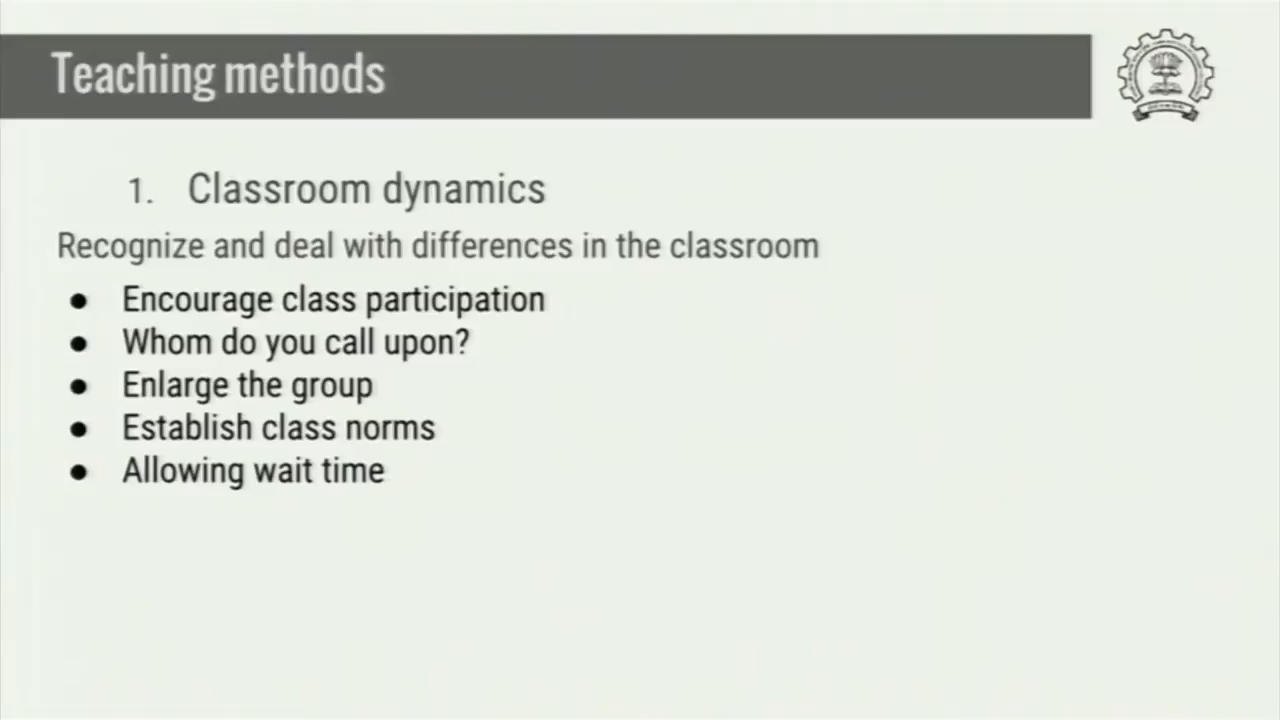 Teaching methods
1. Classroom dynamics
Recognize and deal with differences in the classroom
● Encourage class participation
● Whom do you call upon?
● Enlarge the group
● Establish class norms
● Allowing wait time